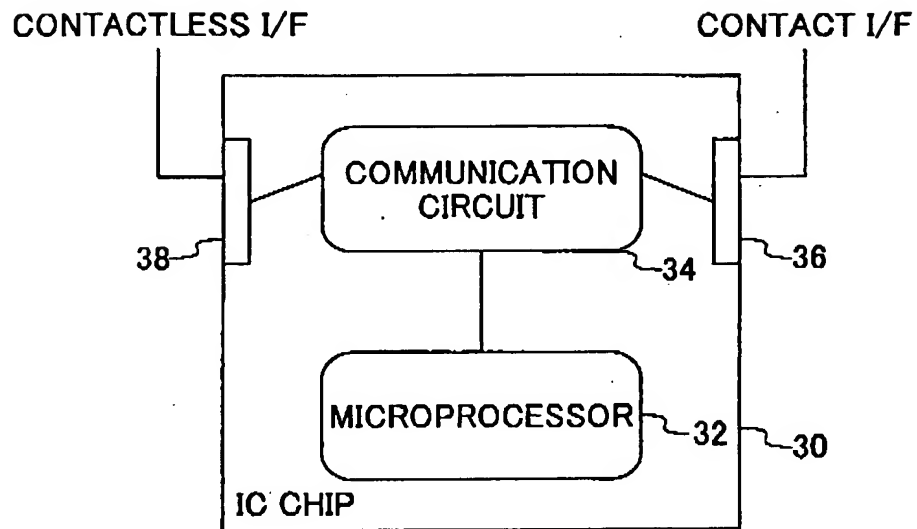 CONTACTLESS I/F
CONTACT I/F
COMMUNICATION
CIRCUIT
38
34
36
MICROPROCESSOR
32
30
IC CHIP